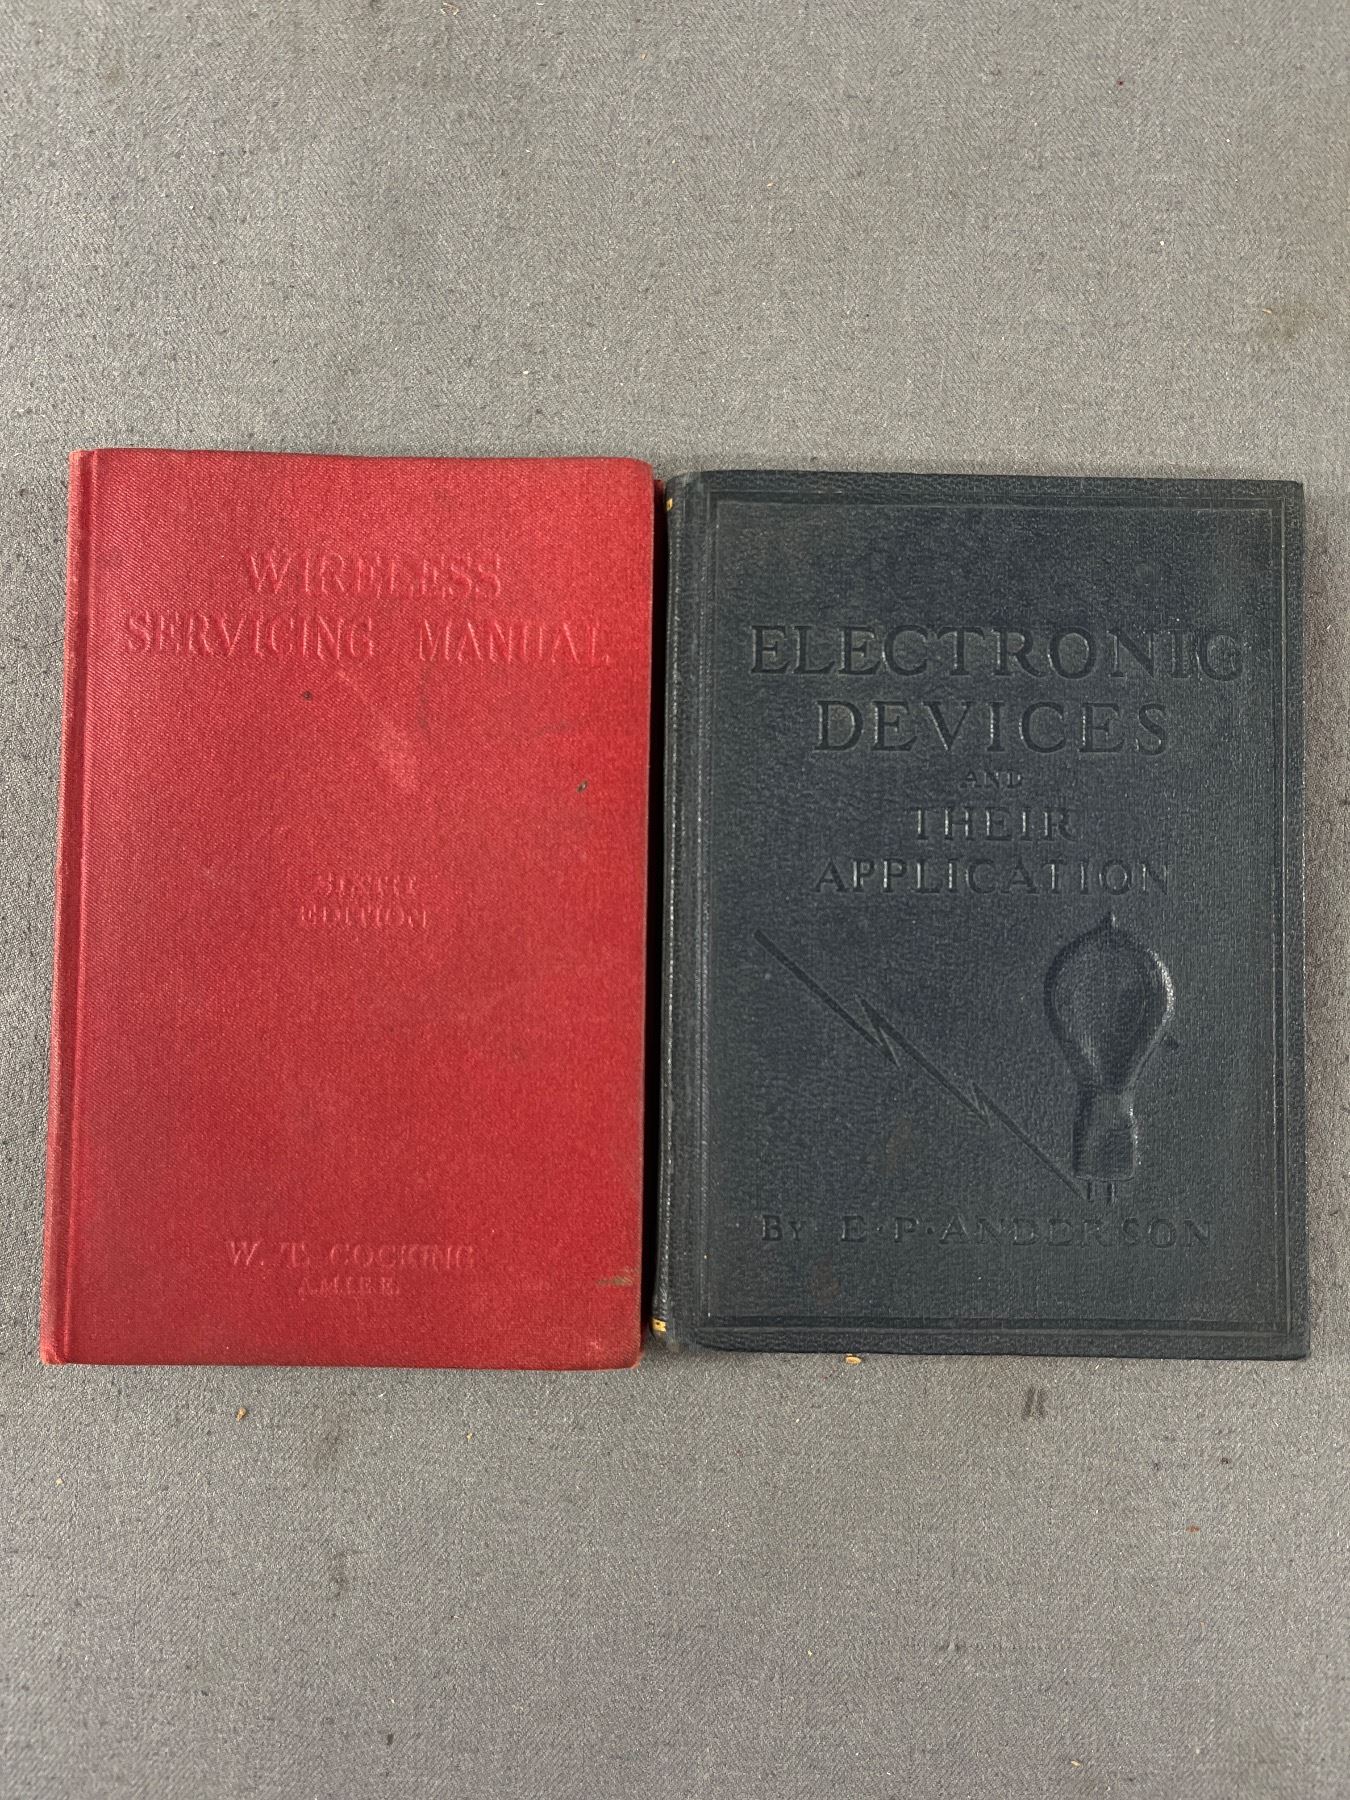 WIRELESS
SERVICING MANUAL
SIXTH
EDITION
W. T. COCKING
A.M.I.E.E.
ELECTRONIC
DEVICES
AND
THEIR
APPLICATION
BY E·P·ANDERSON